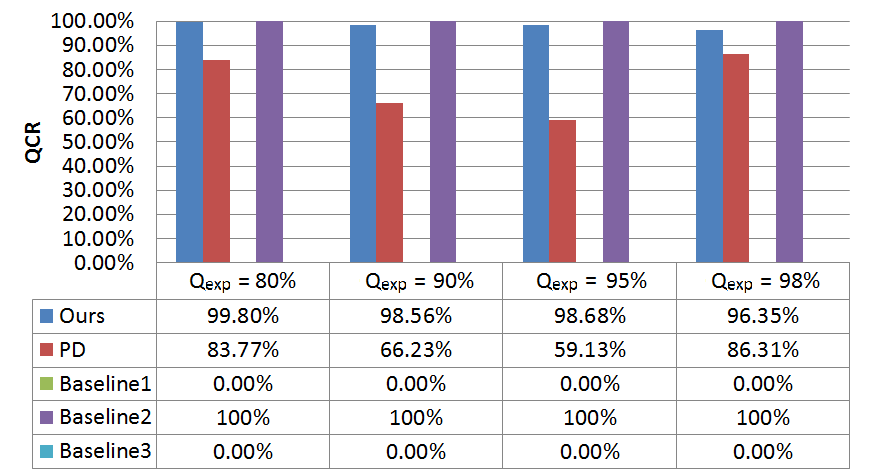 100.00%
90.00%
80.00%
70.00%
60.00%
50.00%
40.00%
30.00%
20.00%
10.00%
0.00%
QCR
Qexp = 80% Qexp = 90% Qexp = 95% Qexp = 98%
Ours 99.80% 98.56% 98.68% 96.35%
PD 83.77% 66.23% 59.13% 86.31%
Baseline1 0.00% 0.00% 0.00% 0.00%
Baseline2 100% 100% 100% 100%
Baseline3 0.00% 0.00% 0.00% 0.00%